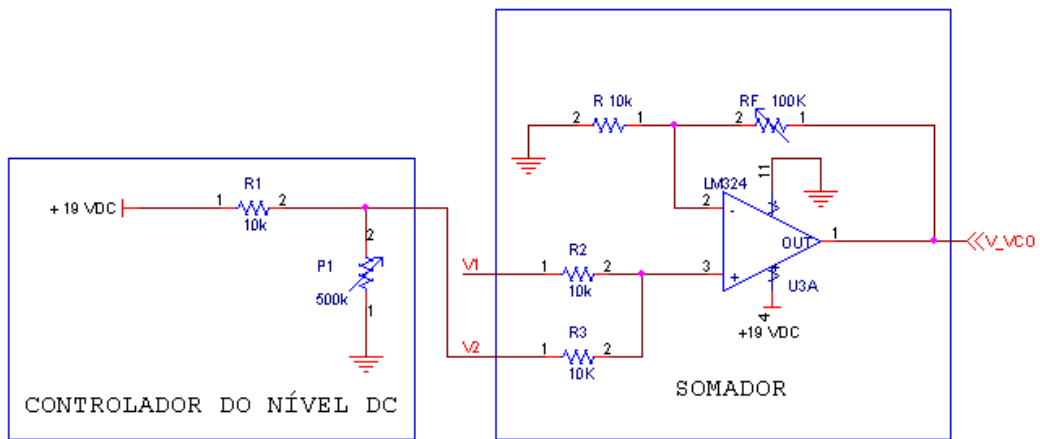 R 10k
2
1
RF 100K
2
1
LM324
11
2
-
OUT
1
V_VCO
3
+
U3A
4
+19 VDC
V1
1
R2
2
10k
V2
1
R3
2
10K
SOMADOR
+ 19 VDC
1
R1
2
10k
2
P1
500k
1
CONTROLADOR DO NÍVEL DC